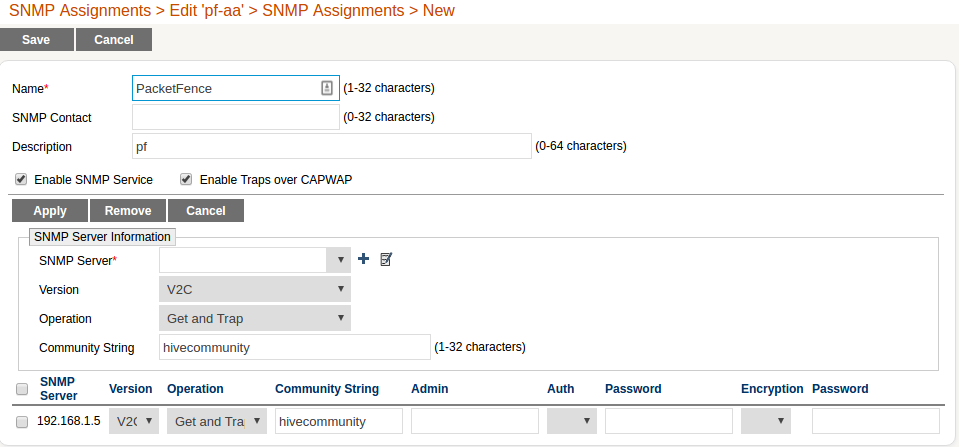 SNMP Assignments > Edit 'pf-aa' > SNMP Assignments > New
Save Cancel
Name* PacketFence (1-32 characters)
SNMP Contact (0-32 characters)
Description pf (0-64 characters)
Enable SNMP Service Enable Traps over CAPWAP
Apply Remove Cancel
SNMP Server Information
SNMP Server*
Version V2C
Operation Get and Trap
Community String hivecommunity (1-32 characters)
SNMP Server Version Operation Community String Admin Auth Password Encryption Password
192.168.1.5 V2C Get and Trap hivecommunity